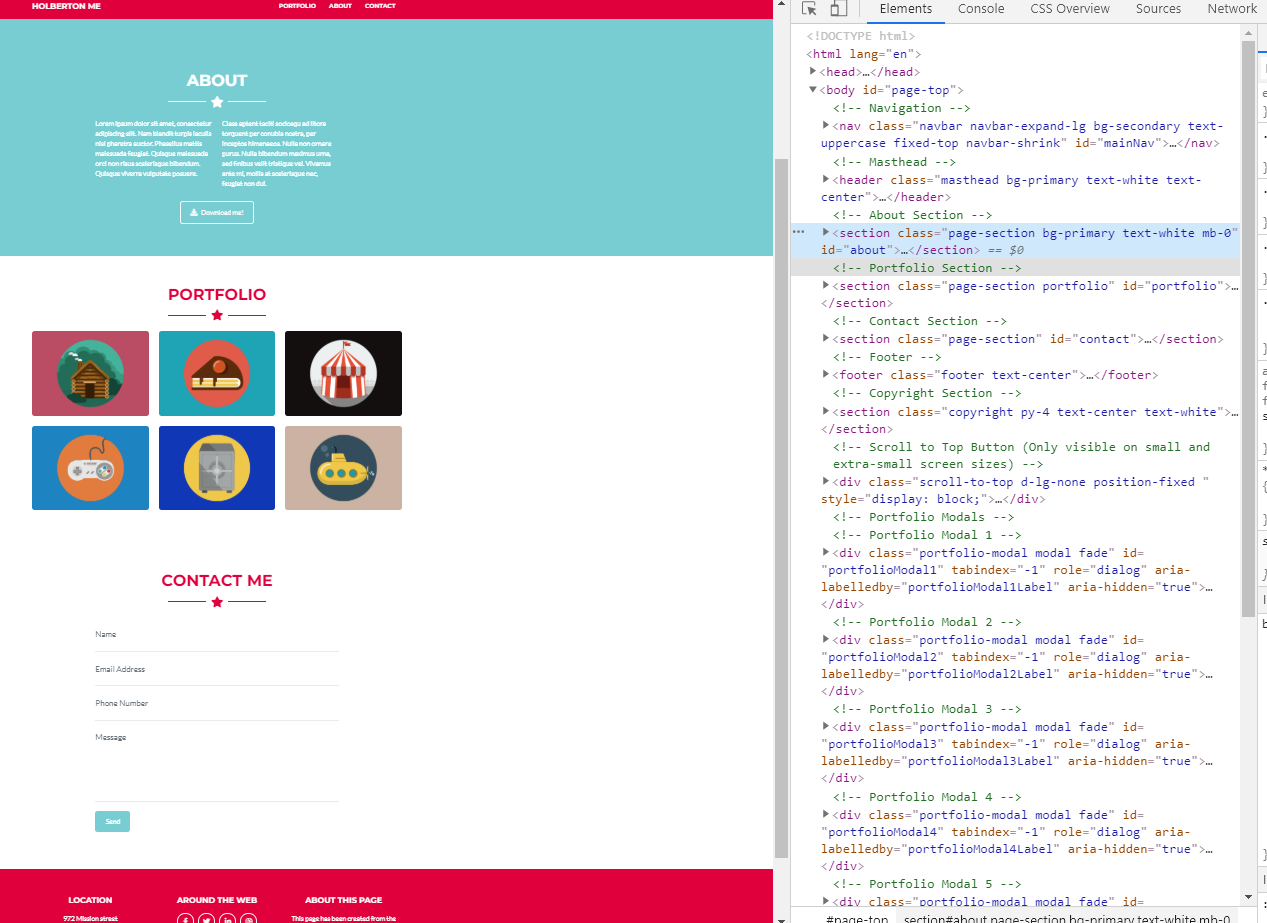 HOLBERTON ME
PORTFOLIO ABOUT CONTACT
ABOUT
Lorem ipsum dolor sit amet, consectetur
adipiscing elit. Nam blandit turpis iaculis
nisl pharetra auctor. Phasellus mattis
malesuada feugiat. Quisque malesuada
orci non risus scelerisque bibendum.
Quisque viverra vulputate posuere.
Class aptent taciti sociosqu ad litora
torquent per conubia nostra, per
inceptos himenaeos. Nulla non ornare
purus. Nulla bibendum maximus urna,
sed finibus velit tristique vel. Vivamus
ante mi, mollis at scelerisque nec,
feugiat non dui.
Download me!
PORTFOLIO
CONTACT ME
Name
Email Address
Phone Number
Message
Send
LOCATION
972 Mission street
AROUND THE WEB
ABOUT THIS PAGE
This page has been created from the
Elements Console CSS Overview Sources Network
<!DOCTYPE html>
<html lang="en">
<head>…</head>
<body id="page-top">
<!-- Navigation -->
<nav class="navbar navbar-expand-lg bg-secondary text-
uppercase fixed-top navbar-shrink" id="mainNav">…</nav>
<!-- Masthead -->
<header class="masthead bg-primary text-white text-
center">…</header>
<!-- About Section -->
<section class="page-section bg-primary text-white mb-0"
id="about">…</section> == $0
<!-- Portfolio Section -->
<section class="page-section portfolio" id="portfolio">…
</section>
<!-- Contact Section -->
<section class="page-section" id="contact">…</section>
<!-- Footer -->
<footer class="footer text-center">…</footer>
<!-- Copyright Section -->
<section class="copyright py-4 text-center text-white">…
</section>
<!-- Scroll to Top Button (Only visible on small and
extra-small screen sizes) -->
<div class="scroll-to-top d-lg-none position-fixed "
style="display: block;">…</div>
<!-- Portfolio Modals -->
<!-- Portfolio Modal 1 -->
<div class="portfolio-modal modal fade" id=
"portfolioModal1" tabindex="-1" role="dialog" aria-
labelledby="portfolioModal1Label" aria-hidden="true">…
</div>
<!-- Portfolio Modal 2 -->
<div class="portfolio-modal modal fade" id=
"portfolioModal2" tabindex="-1" role="dialog" aria-
labelledby="portfolioModal2Label" aria-hidden="true">…
</div>
<!-- Portfolio Modal 3 -->
<div class="portfolio-modal modal fade" id=
"portfolioModal3" tabindex="-1" role="dialog" aria-
labelledby="portfolioModal3Label" aria-hidden="true">…
</div>
<!-- Portfolio Modal 4 -->
<div class="portfolio-modal modal fade" id=
"portfolioModal4" tabindex="-1" role="dialog" aria-
labelledby="portfolioModal4Label" aria-hidden="true">…
</div>
<!-- Portfolio Modal 5 -->
<div class="portfolio-modal modal fade" id=
#page-top section#about.page-section.bg-primary.text-white.mb-0